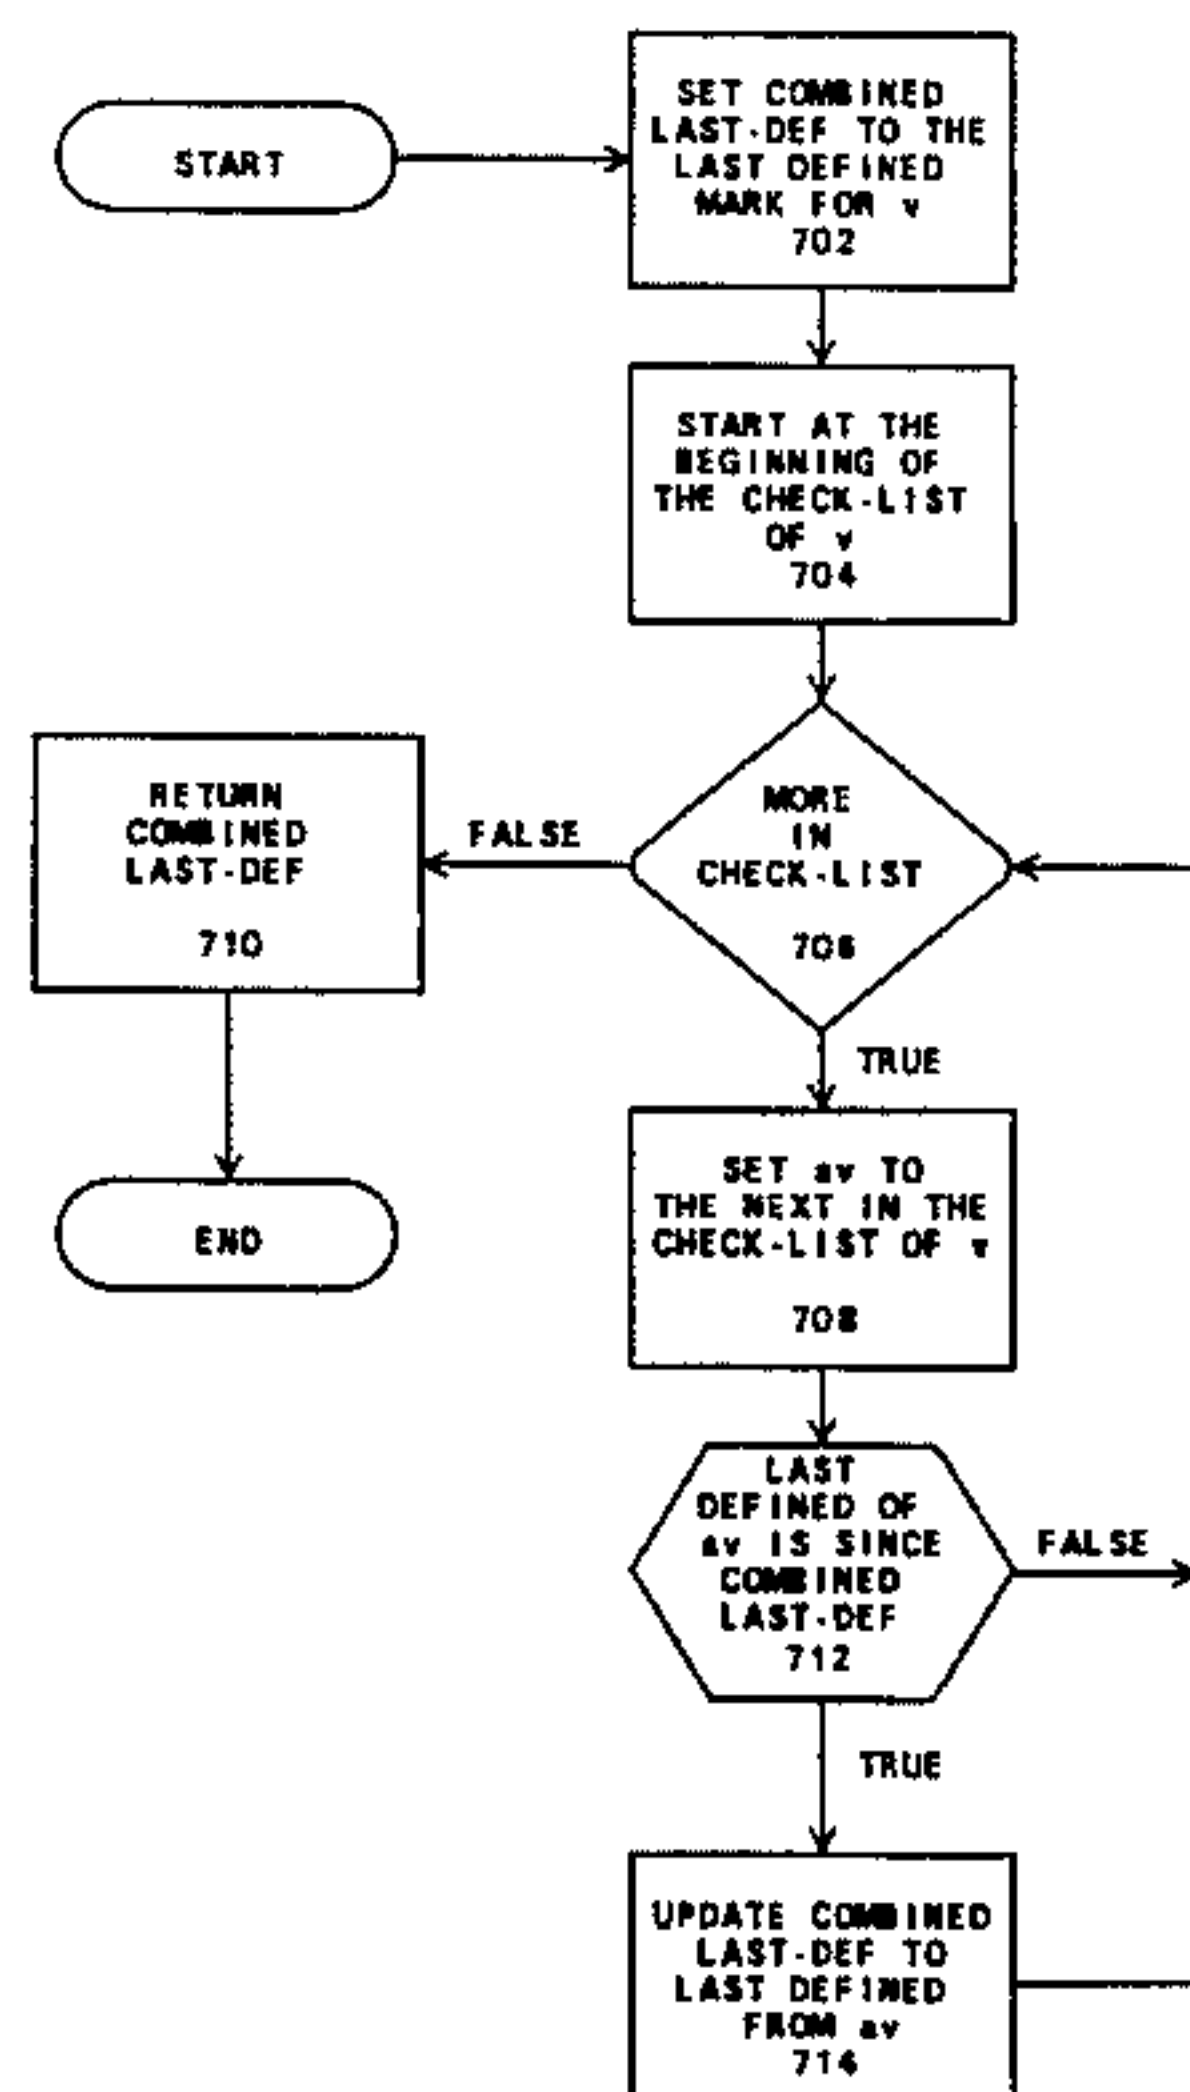 START
SET COMBINED
LAST-DEF TO THE
LAST DEFINED
MARK FOR v
702
START AT THE
BEGINNING OF
THE CHECK-LIST
OF v
704
MORE
IN
CHECK-LIST
706
FALSE
RETURN
COMBINED
LAST-DEF
710
END
TRUE
SET av TO
THE NEXT IN THE
CHECK-LIST OF v
708
LAST
DEFINED OF
av IS SINCE
COMBINED
LAST-DEF
712
FALSE
TRUE
UPDATE COMBINED
LAST-DEF TO
LAST DEFINED
FROM av
714